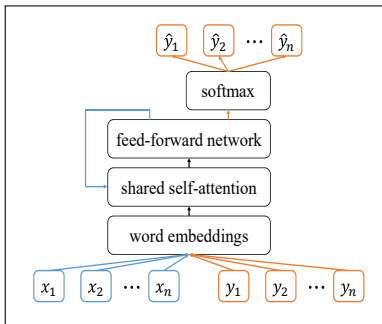 ŷ₁ ŷ₂ ⋯ ŷₙ
softmax
feed-forward network
shared self-attention
word embeddings
x₁ x₂ ⋯ xₙ y₁ y₂ ⋯ yₙ